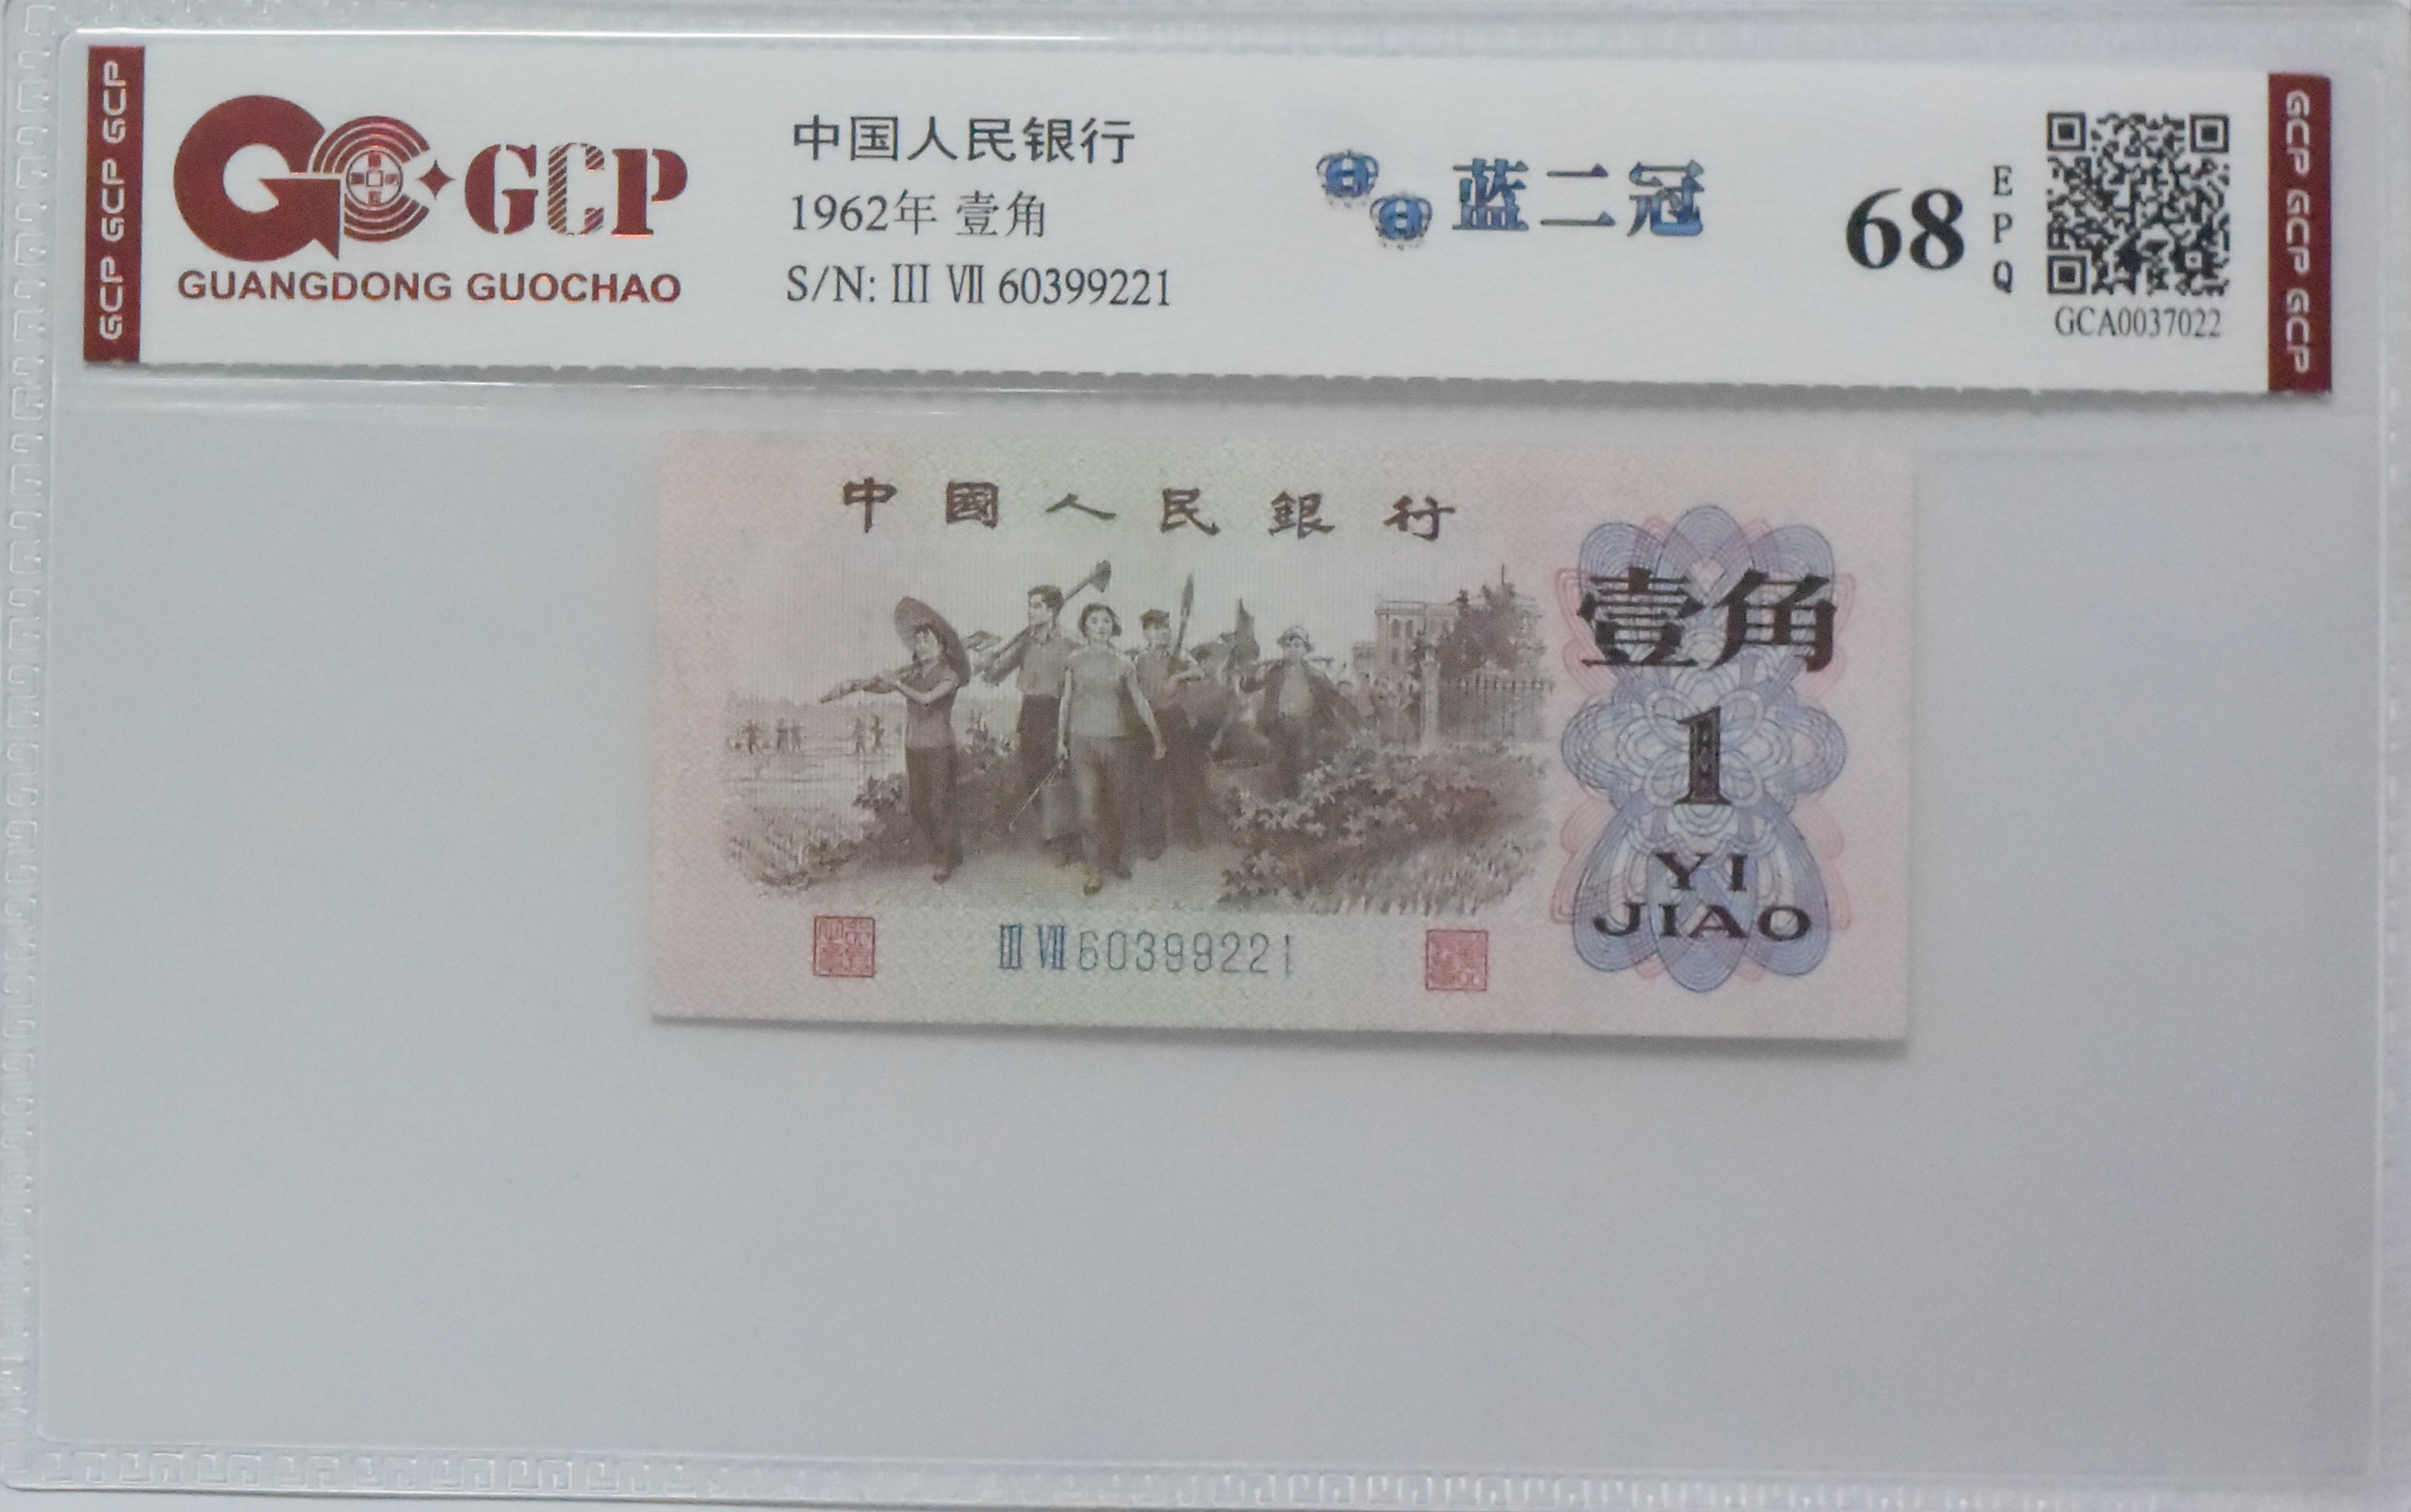 GCP GCP GCP
GCP
GUANGDONG GUOCHAO
中国人民银行
1962年 壹角
S/N: Ⅲ Ⅶ 60399221
蓝二冠
68
E
P
Q
GCA0037022
GCP GCP GCP
中國人民銀行
壹角
1
YI
JIAO
Ⅲ Ⅶ 60399221